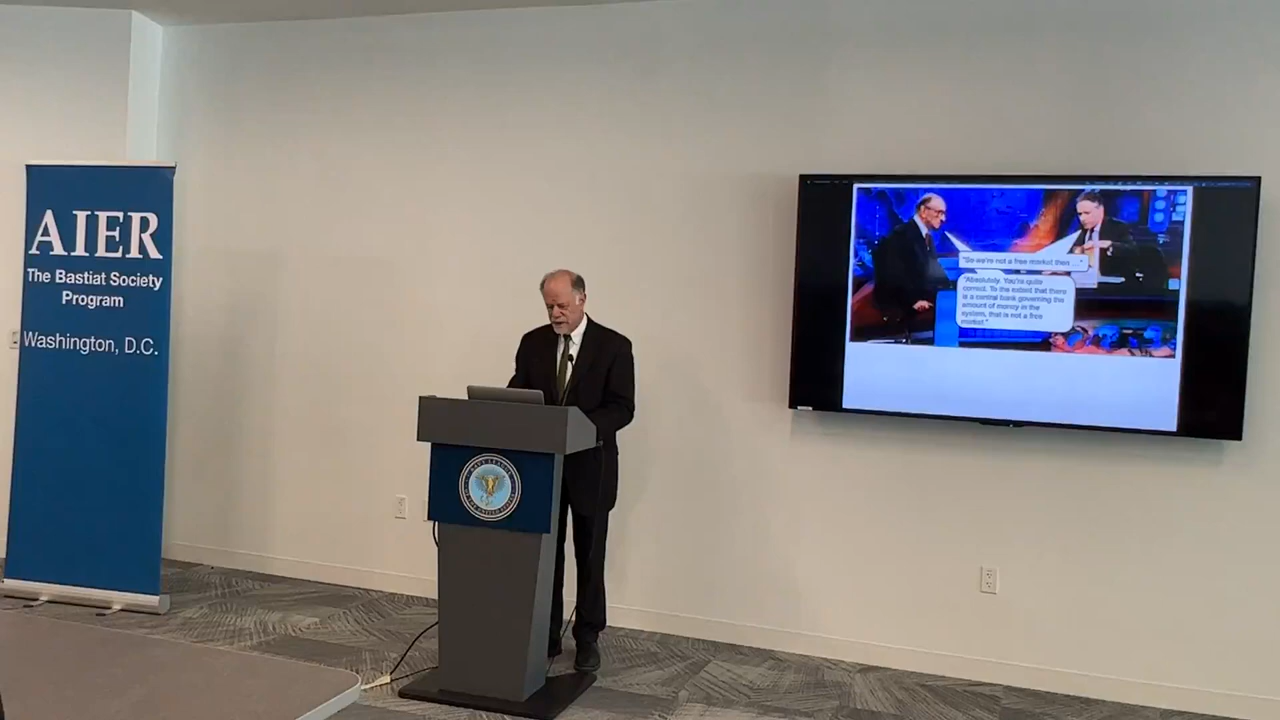 AIER
The Bastiat Society
Program
Washington, D.C.
"So we're not a free market then ..."
"Absolutely. You're quite
correct. To the extent that there
is a central bank governing the
amount of money in the
system, that is not a free
market."